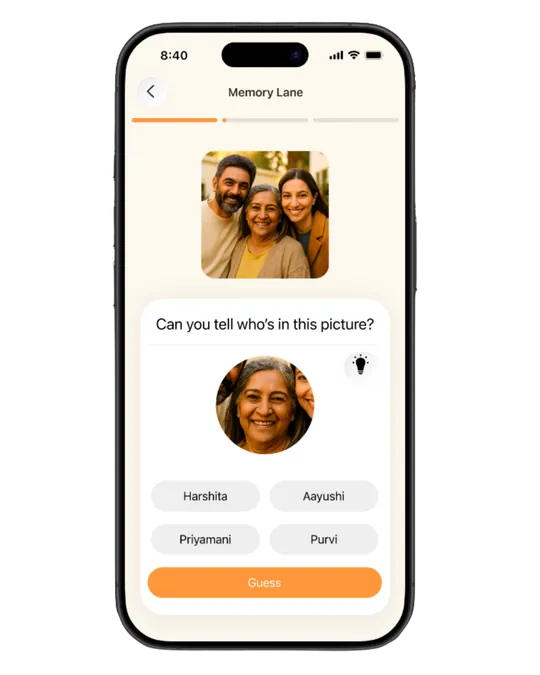 8:40
Memory Lane
Can you tell who's in this picture?
Harshita Aayushi
Priyamani Purvi
Guess